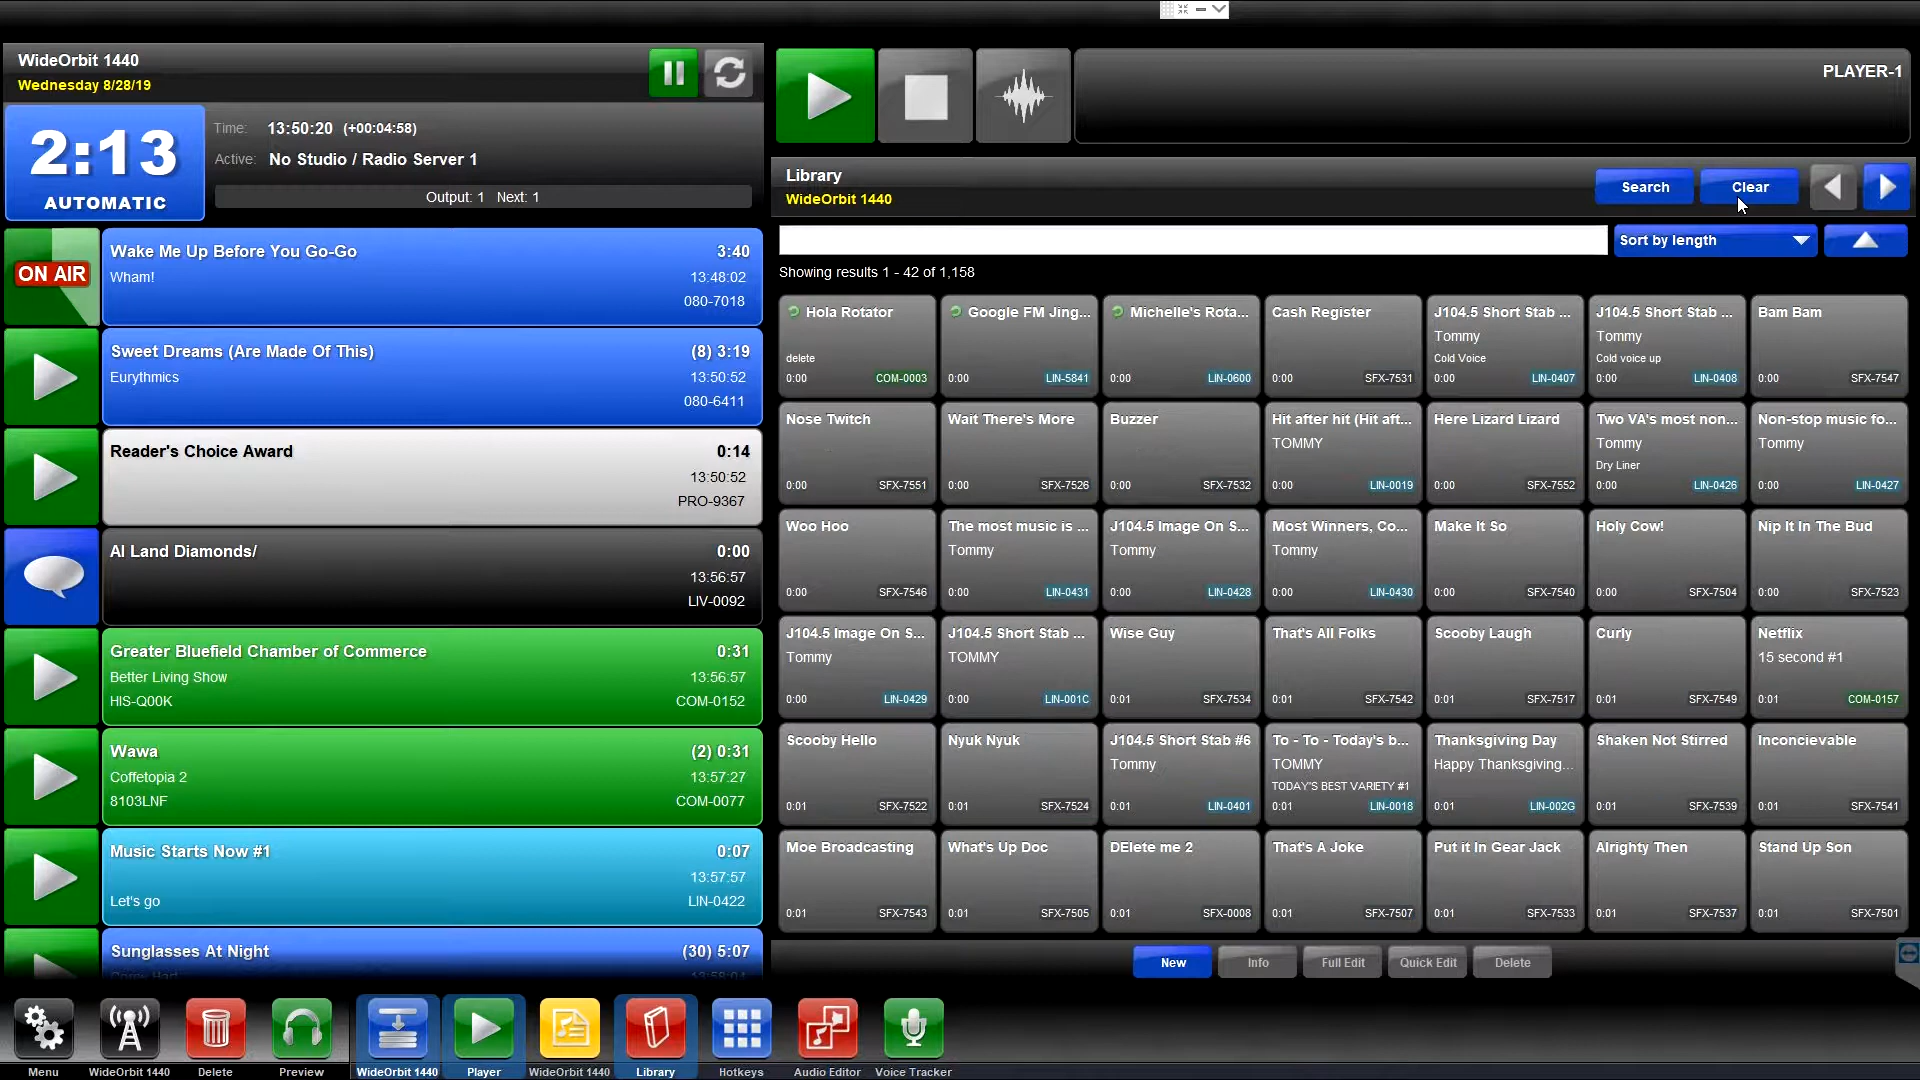 WideOrbit 1440
Wednesday 8/28/19
2:13
AUTOMATIC
Time: 13:50:20 (+00:04:58)
Active: No Studio / Radio Server 1
Output: 1 Next: 1
ON AIR
Wake Me Up Before You Go-Go 3:40
Wham! 13:48:02
080-7018
Sweet Dreams (Are Made Of This) (8) 3:19
Eurythmics 13:50:52
080-6411
Reader's Choice Award 0:14
13:50:52
PRO-9367
Al Land Diamonds/ 0:00
13:56:57
LIV-0092
Greater Bluefield Chamber of Commerce 0:31
Better Living Show 13:56:57
HIS-Q00K COM-0152
Wawa (2) 0:31
Coffetopia 2 13:57:27
8103LNF COM-0077
Music Starts Now #1 0:07
13:57:57
Let's go LIN-0422
Sunglasses At Night (30) 5:07
PLAYER-1
Library
WideOrbit 1440
Search Clear
Sort by length
Showing results 1 - 42 of 1,158
Hola Rotator Google FM Jing... Michelle's Rota... Cash Register J104.5 Short Stab ... J104.5 Short Stab ... Bam Bam
Tommy Tommy
delete Cold Voice Cold voice up
0:00 COM-0003 0:00 LIN-5841 0:00 LIN-0600 0:00 SFX-7531 0:00 LIN-0407 0:00 LIN-0408 0:00 SFX-7547
Nose Twitch Wait There's More Buzzer Hit after hit (Hit aft... Here Lizard Lizard Two VA's most non... Non-stop music fo...
TOMMY Tommy Tommy
Dry Liner
0:00 SFX-7551 0:00 SFX-7526 0:00 SFX-7532 0:00 LIN-0019 0:00 SFX-7552 0:00 LIN-0426 0:00 LIN-0427
Woo Hoo The most music is ... J104.5 Image On S... Most Winners, Co... Make It So Holy Cow! Nip It In The Bud
Tommy Tommy Tommy
0:00 SFX-7546 0:00 LIN-0431 0:00 LIN-0428 0:00 LIN-0430 0:00 SFX-7540 0:00 SFX-7504 0:00 SFX-7523
J104.5 Image On S... J104.5 Short Stab ... Wise Guy That's All Folks Scooby Laugh Curly Netflix
Tommy TOMMY 15 second #1
0:00 LIN-0429 0:00 LIN-001C 0:01 SFX-7534 0:01 SFX-7542 0:01 SFX-7517 0:01 SFX-7549 0:01 COM-0157
Scooby Hello Nyuk Nyuk J104.5 Short Stab #6 To - To - Today's b... Thanksgiving Day Shaken Not Stirred Inconcievable
Tommy TOMMY Happy Thanksgiving...
TODAY'S BEST VARIETY #1
0:01 SFX-7522 0:01 SFX-7524 0:01 LIN-0401 0:01 LIN-0018 0:01 LIN-002G 0:01 SFX-7539 0:01 SFX-7541
Moe Broadcasting What's Up Doc DElete me 2 That's A Joke Put it In Gear Jack Alrighty Then Stand Up Son
0:01 SFX-7543 0:01 SFX-7505 0:01 SFX-0008 0:01 SFX-7507 0:01 SFX-7533 0:01 SFX-7537 0:01 SFX-7501
New Info Full Edit Quick Edit Delete
Menu WideOrbit 1440 Delete Preview WideOrbit 1440 Player WideOrbit 1440 Library Hotkeys Audio Editor Voice Tracker